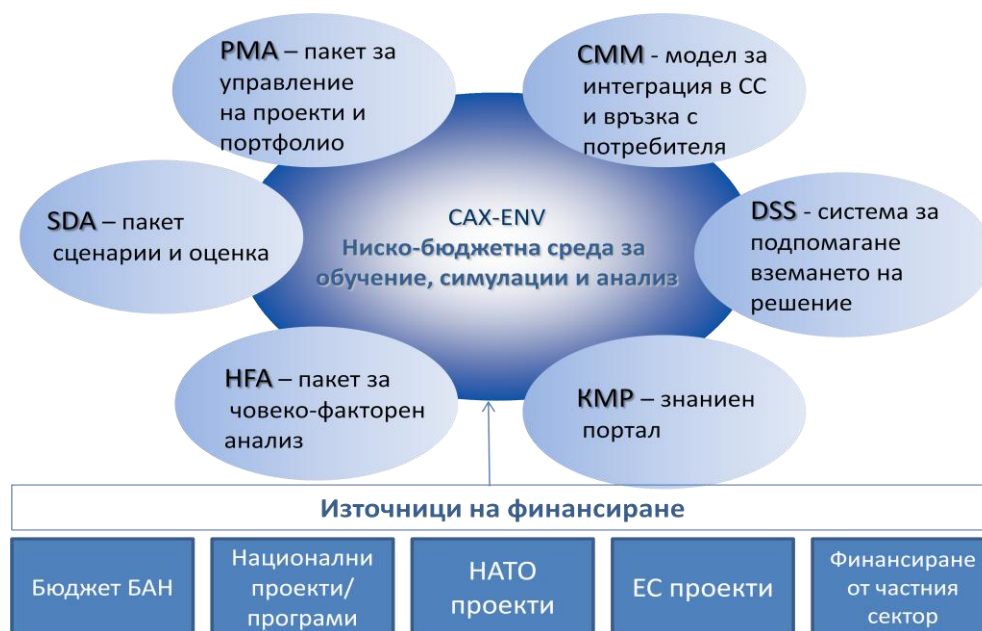 PMA – пакет за
управление
на проекти и
портфолио
CMM - модел за
интеграция в СС
и връзка с
потребителя
SDA – пакет
сценарии и оценка
CAX-ENV
Ниско-бюджетна среда за
обучение, симулации и анализ
DSS - система за
подпомагане
вземането на
решение
HFA – пакет за
човеко-факторен
анализ
КМР – знаниен
портал
Източници на финансиране
Бюджет БАН
Национални
проекти/
програми
НАТО
проекти
ЕС проекти
Финансиране
от частния
сектор